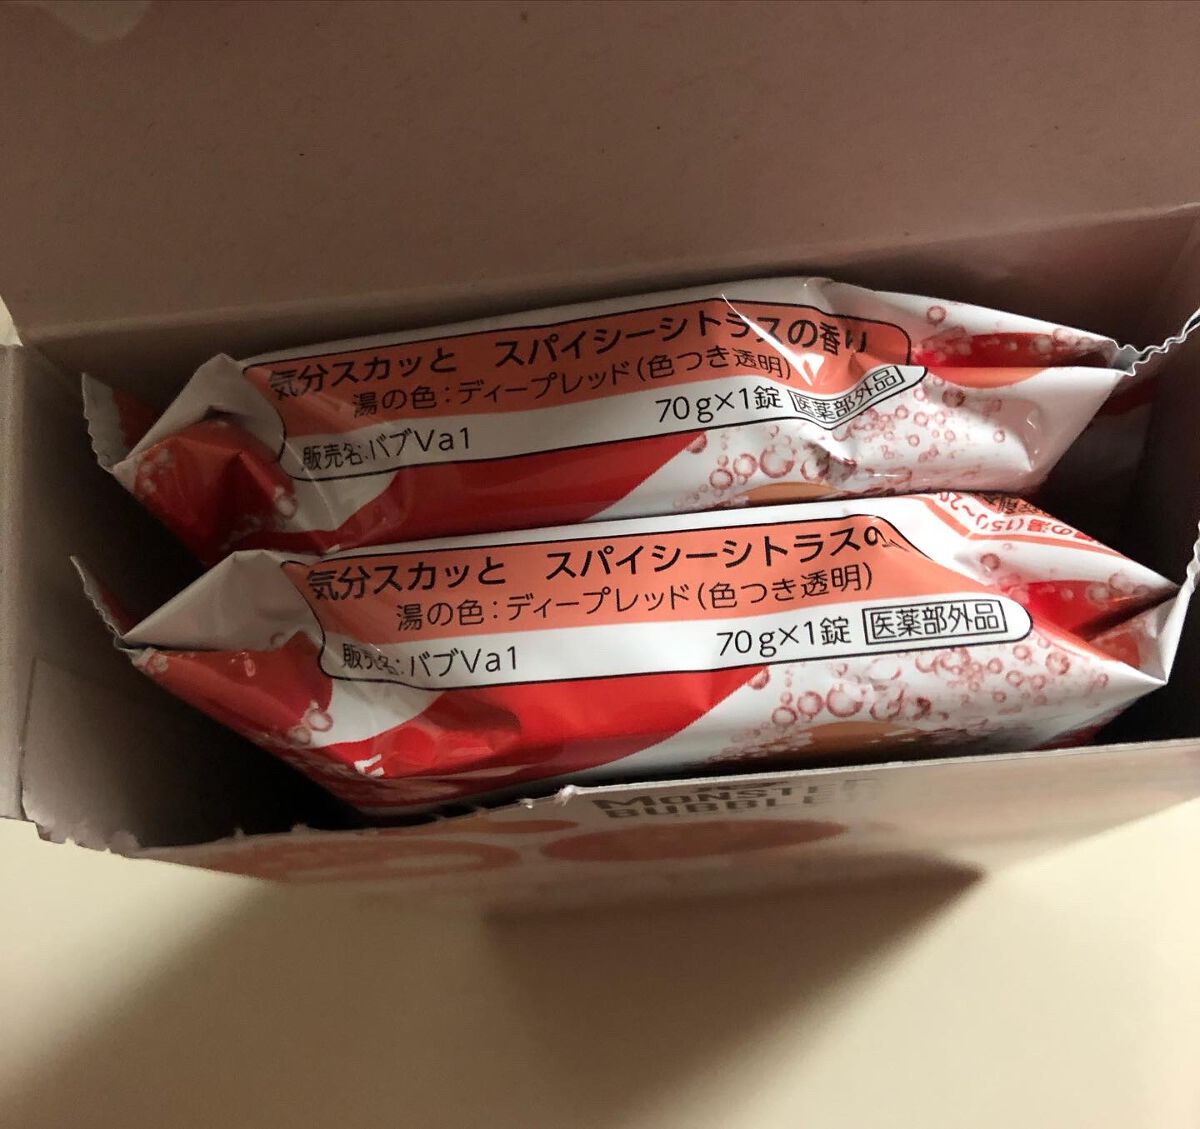 気分スカッと スパイシーシトラスの香り
湯の色:ディープレッド(色つき透明)
70g×1錠 医薬部外品
販売名:バブVa1
気分スカッと スパイシーシトラスの
湯の色:ディープレッド(色つき透明)
70g×1錠 医薬部外品
販売名:バブVa1
MONSTER
BUBBLE